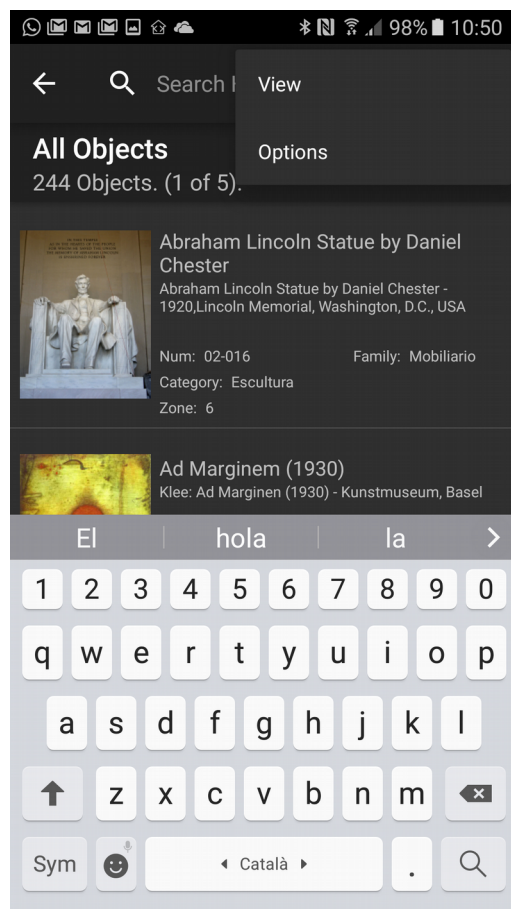 98% 10:50
Search
View
Options
All Objects
244 Objects. (1 of 5).
Abraham Lincoln Statue by Daniel
Chester
Abraham Lincoln Statue by Daniel Chester -
1920,Lincoln Memorial, Washington, D.C., USA
Num: 02-016 Family: Mobiliario
Category: Escultura
Zone: 6
Ad Marginem (1930)
Klee: Ad Marginen (1930) - Kunstmuseum, Basel
El hola la
1 2 3 4 5 6 7 8 9 0
q w e r t y u i o p
a s d f g h j k l
z x c v b n m
Sym Català .